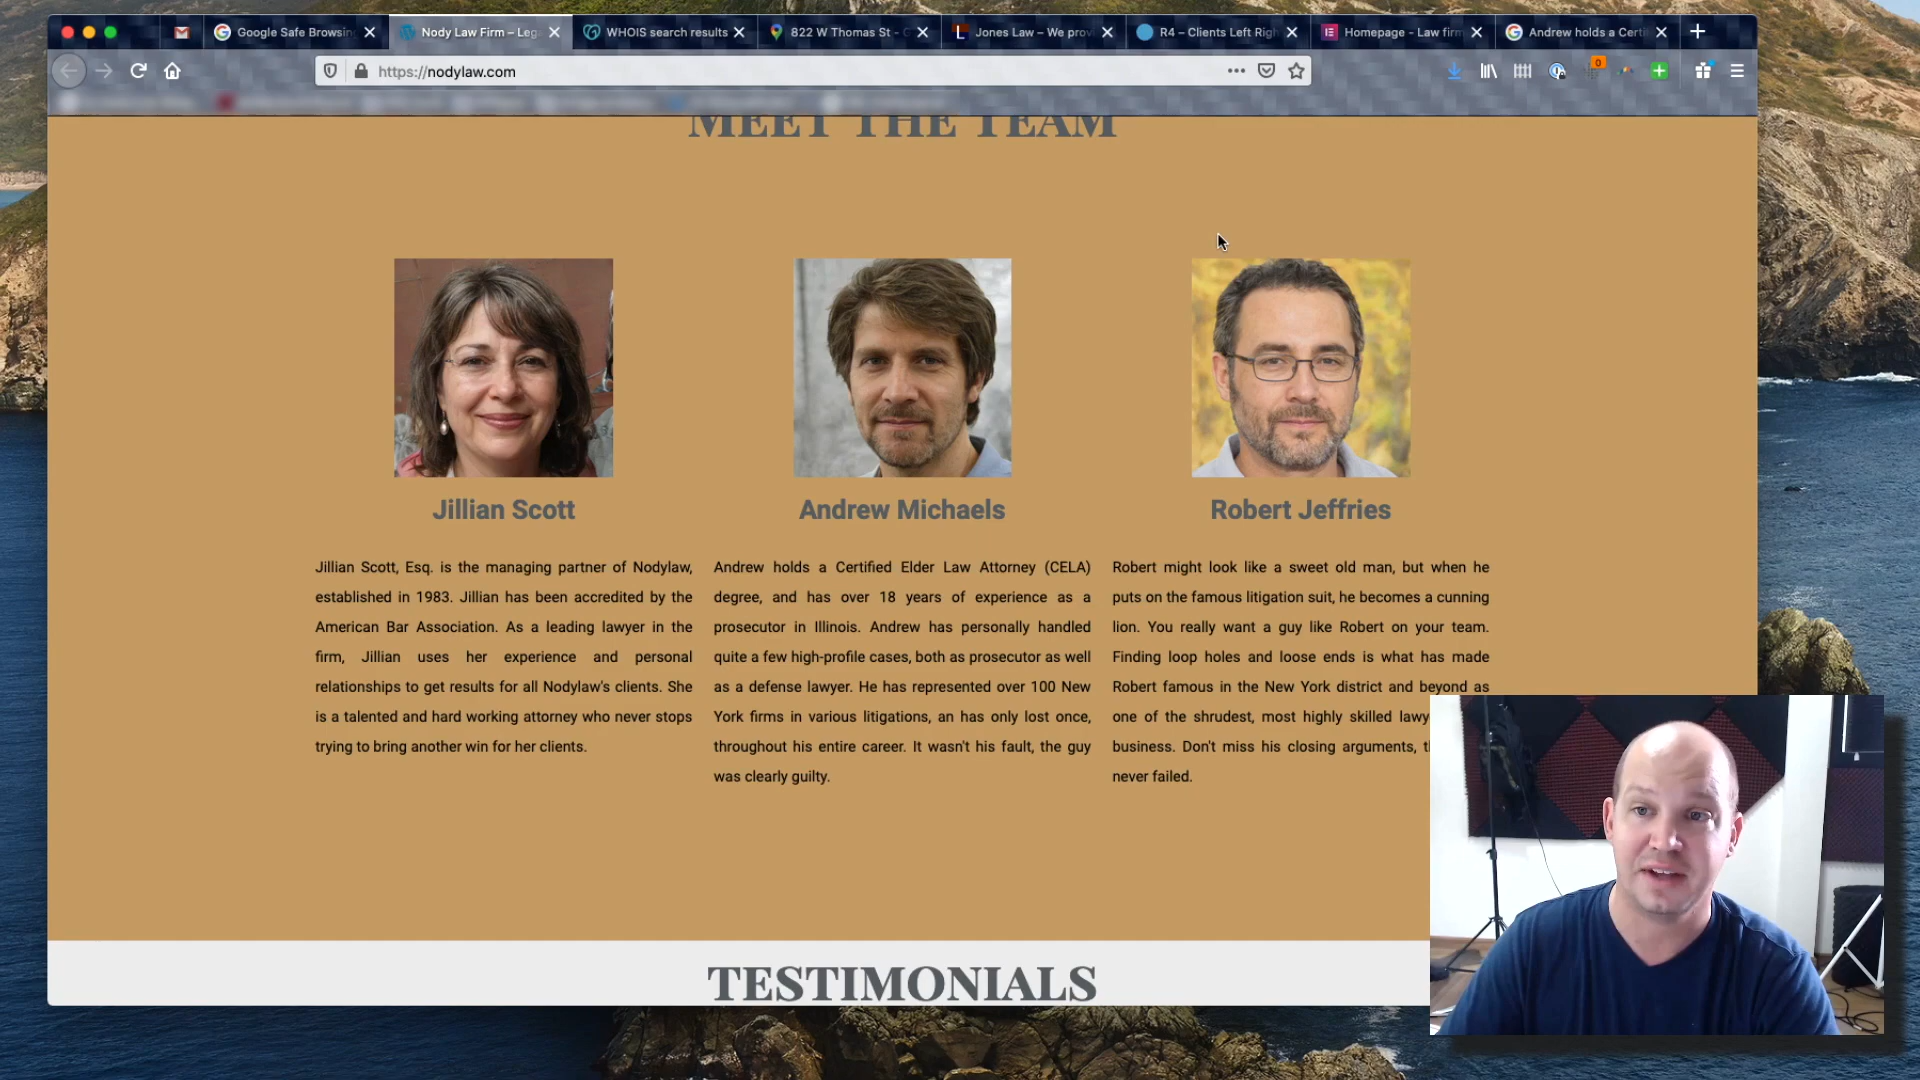 Google Safe Browsin
Nody Law Firm – Leg
WHOIS search results
822 W Thomas St - G
Jones Law – We prov
R4 – Clients Left Righ
Homepage - Law firm
Andrew holds a Certi
https://nodylaw.com
0
MEET THE TEAM
Jillian Scott
Jillian Scott, Esq. is the managing partner of Nodylaw,
established in 1983. Jillian has been accredited by the
American Bar Association. As a leading lawyer in the
firm, Jillian uses her experience and personal
relationships to get results for all Nodylaw's clients. She
is a talented and hard working attorney who never stops
trying to bring another win for her clients.
Andrew Michaels
Andrew holds a Certified Elder Law Attorney (CELA)
degree, and has over 18 years of experience as a
prosecutor in Illinois. Andrew has personally handled
quite a few high-profile cases, both as prosecutor as well
as a defense lawyer. He has represented over 100 New
York firms in various litigations, an has only lost once,
throughout his entire career. It wasn't his fault, the guy
was clearly guilty.
Robert Jeffries
Robert might look like a sweet old man, but when he
puts on the famous litigation suit, he becomes a cunning
lion. You really want a guy like Robert on your team.
Finding loop holes and loose ends is what has made
Robert famous in the New York district and beyond as
one of the shrudest, most highly skilled lawy
business. Don't miss his closing arguments, t
never failed.
TESTIMONIALS